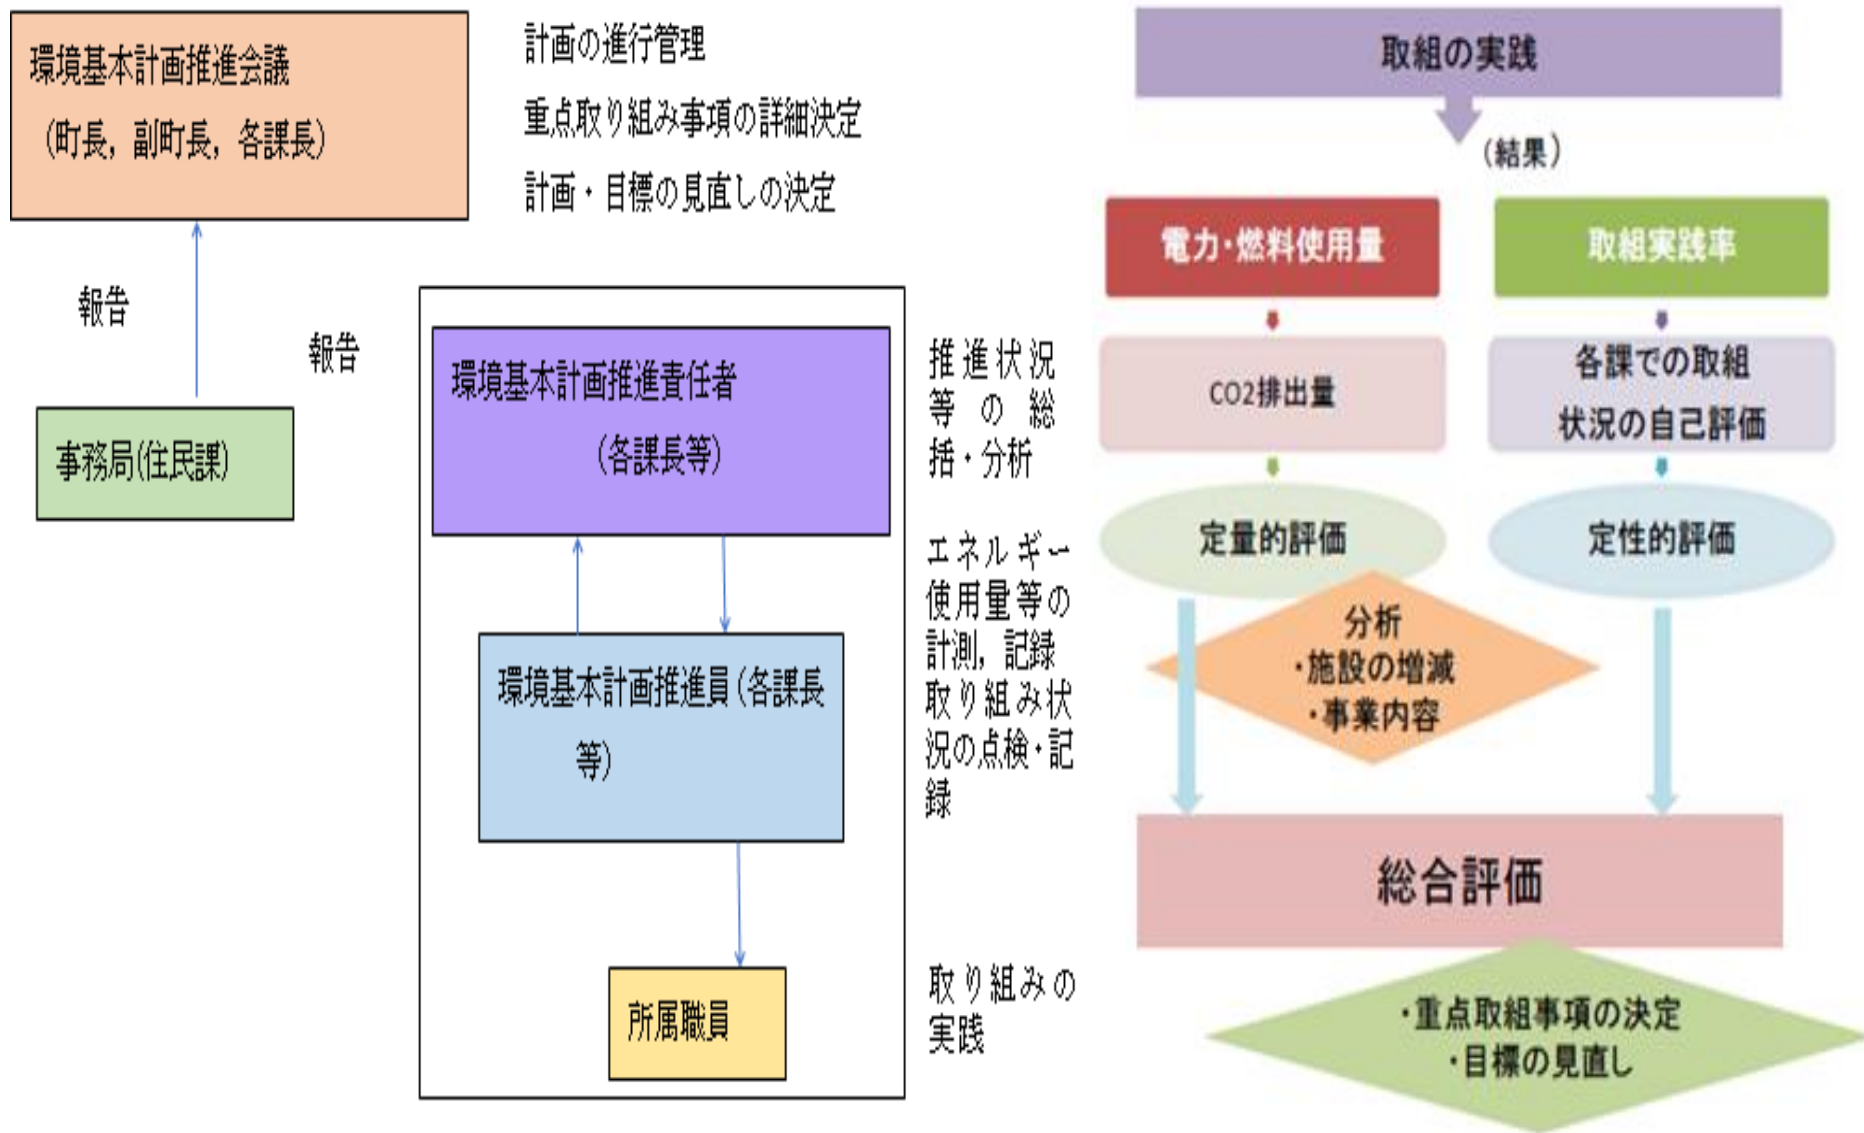 環境基本計画推進会議
(町長，副町長，各課長)
計画の進行管理
重点取り組み事項の詳細決定
計画・目標の見直しの決定
報告
報告
事務局(住民課)
環境基本計画推進責任者
(各課長等)
推進状況
等の総
括・分析
環境基本計画推進員(各課長
等)
エネルギー
使用量等の
計測，記録
取り組み状
況の点検・記
録
所属職員
取り組みの
実践
取組の実践
(結果)
電力・燃料使用量
取組実践率
CO2排出量
各課での取組
状況の自己評価
定量的評価
定性的評価
分析
・施設の増減
・事業内容
総合評価
・重点取組事項の決定
・目標の見直し